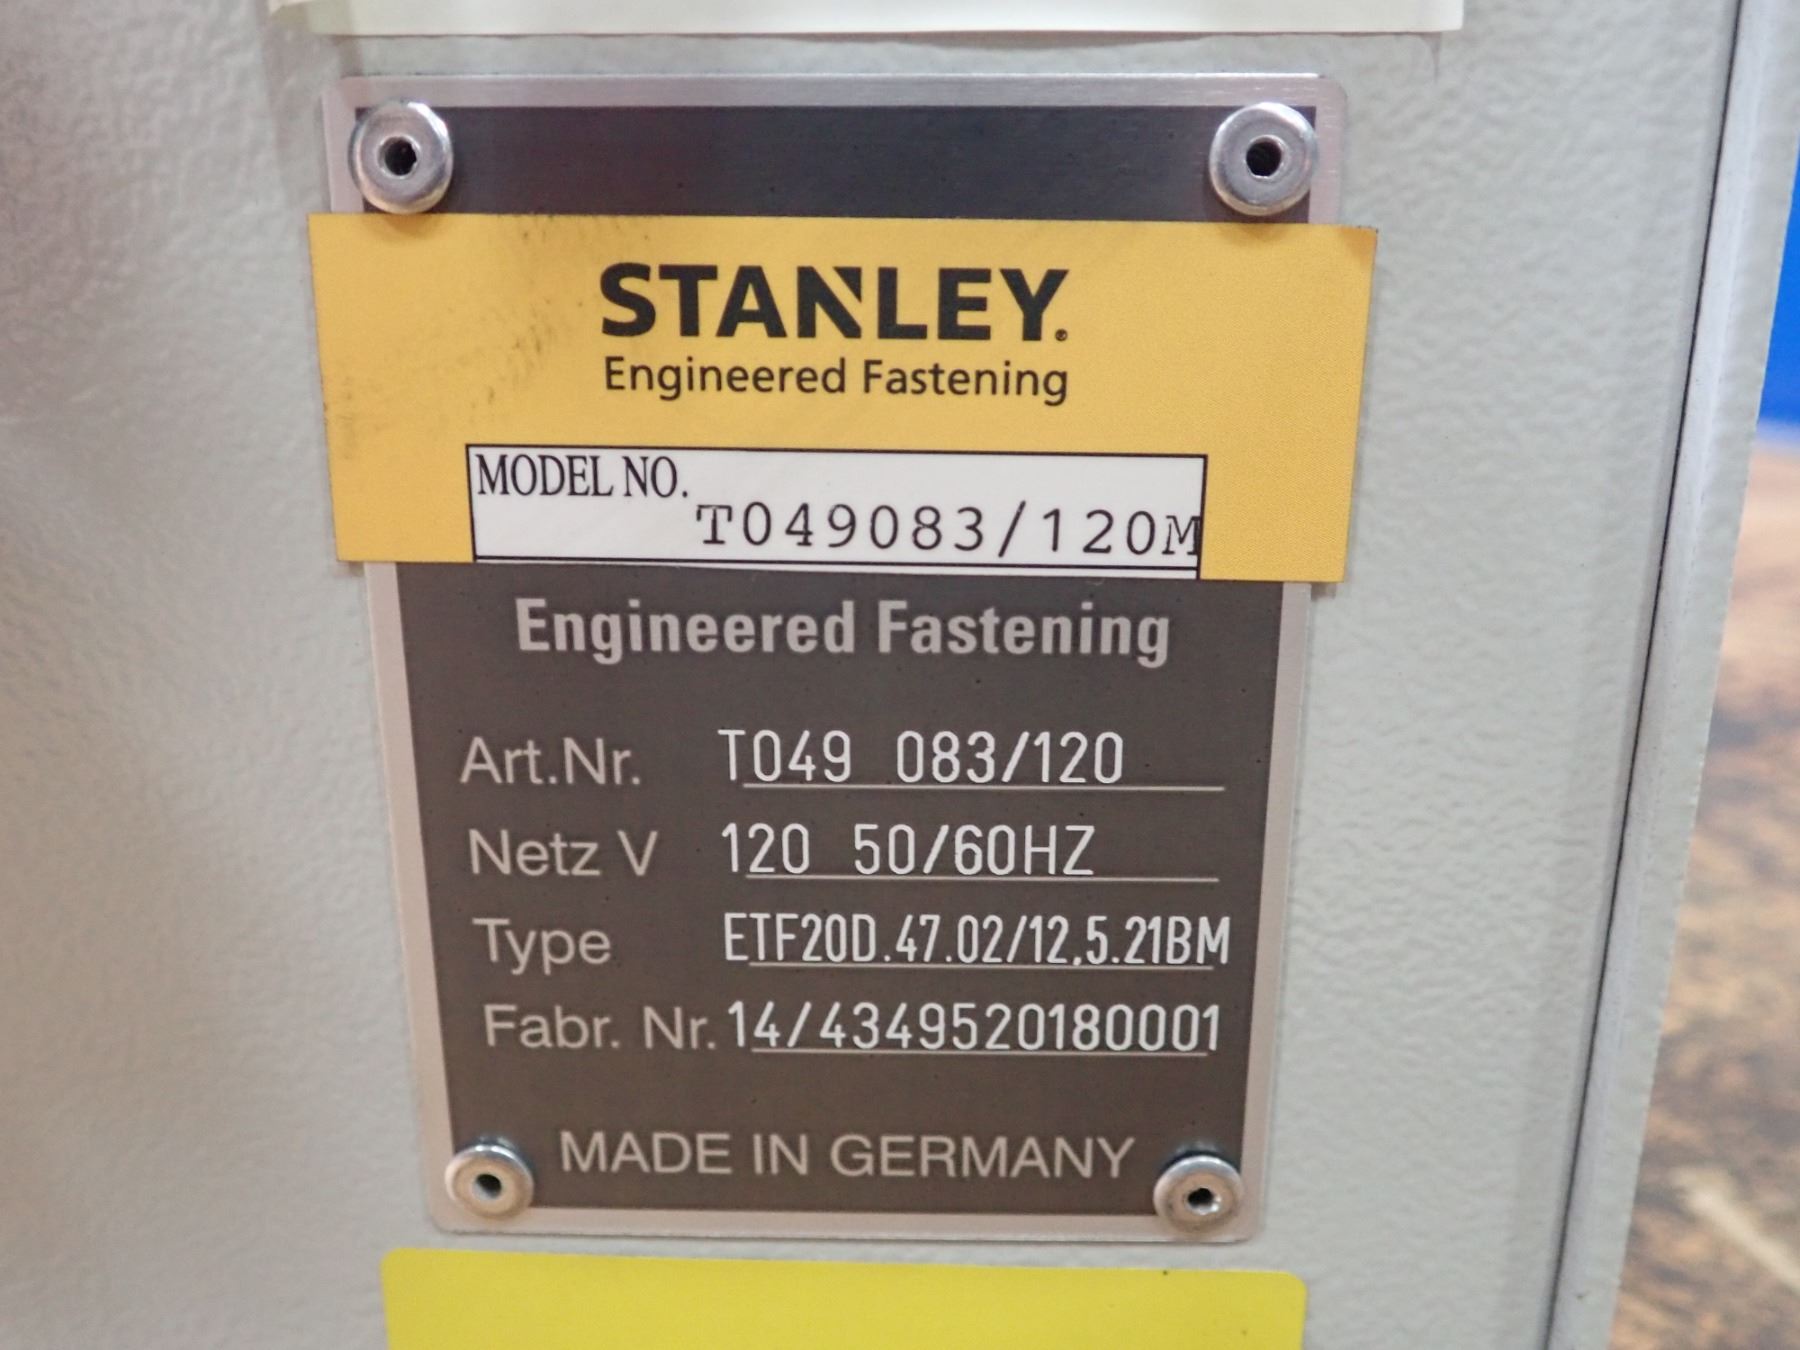 STANLEY®
Engineered Fastening
MODEL NO.
T049083/120M
Engineered Fastening
Art.Nr. T049 083/120
Netz V 120 50/60HZ
Type ETF20D.47.02/12,5.21BM
Fabr. Nr. 14/4349520180001
MADE IN GERMANY